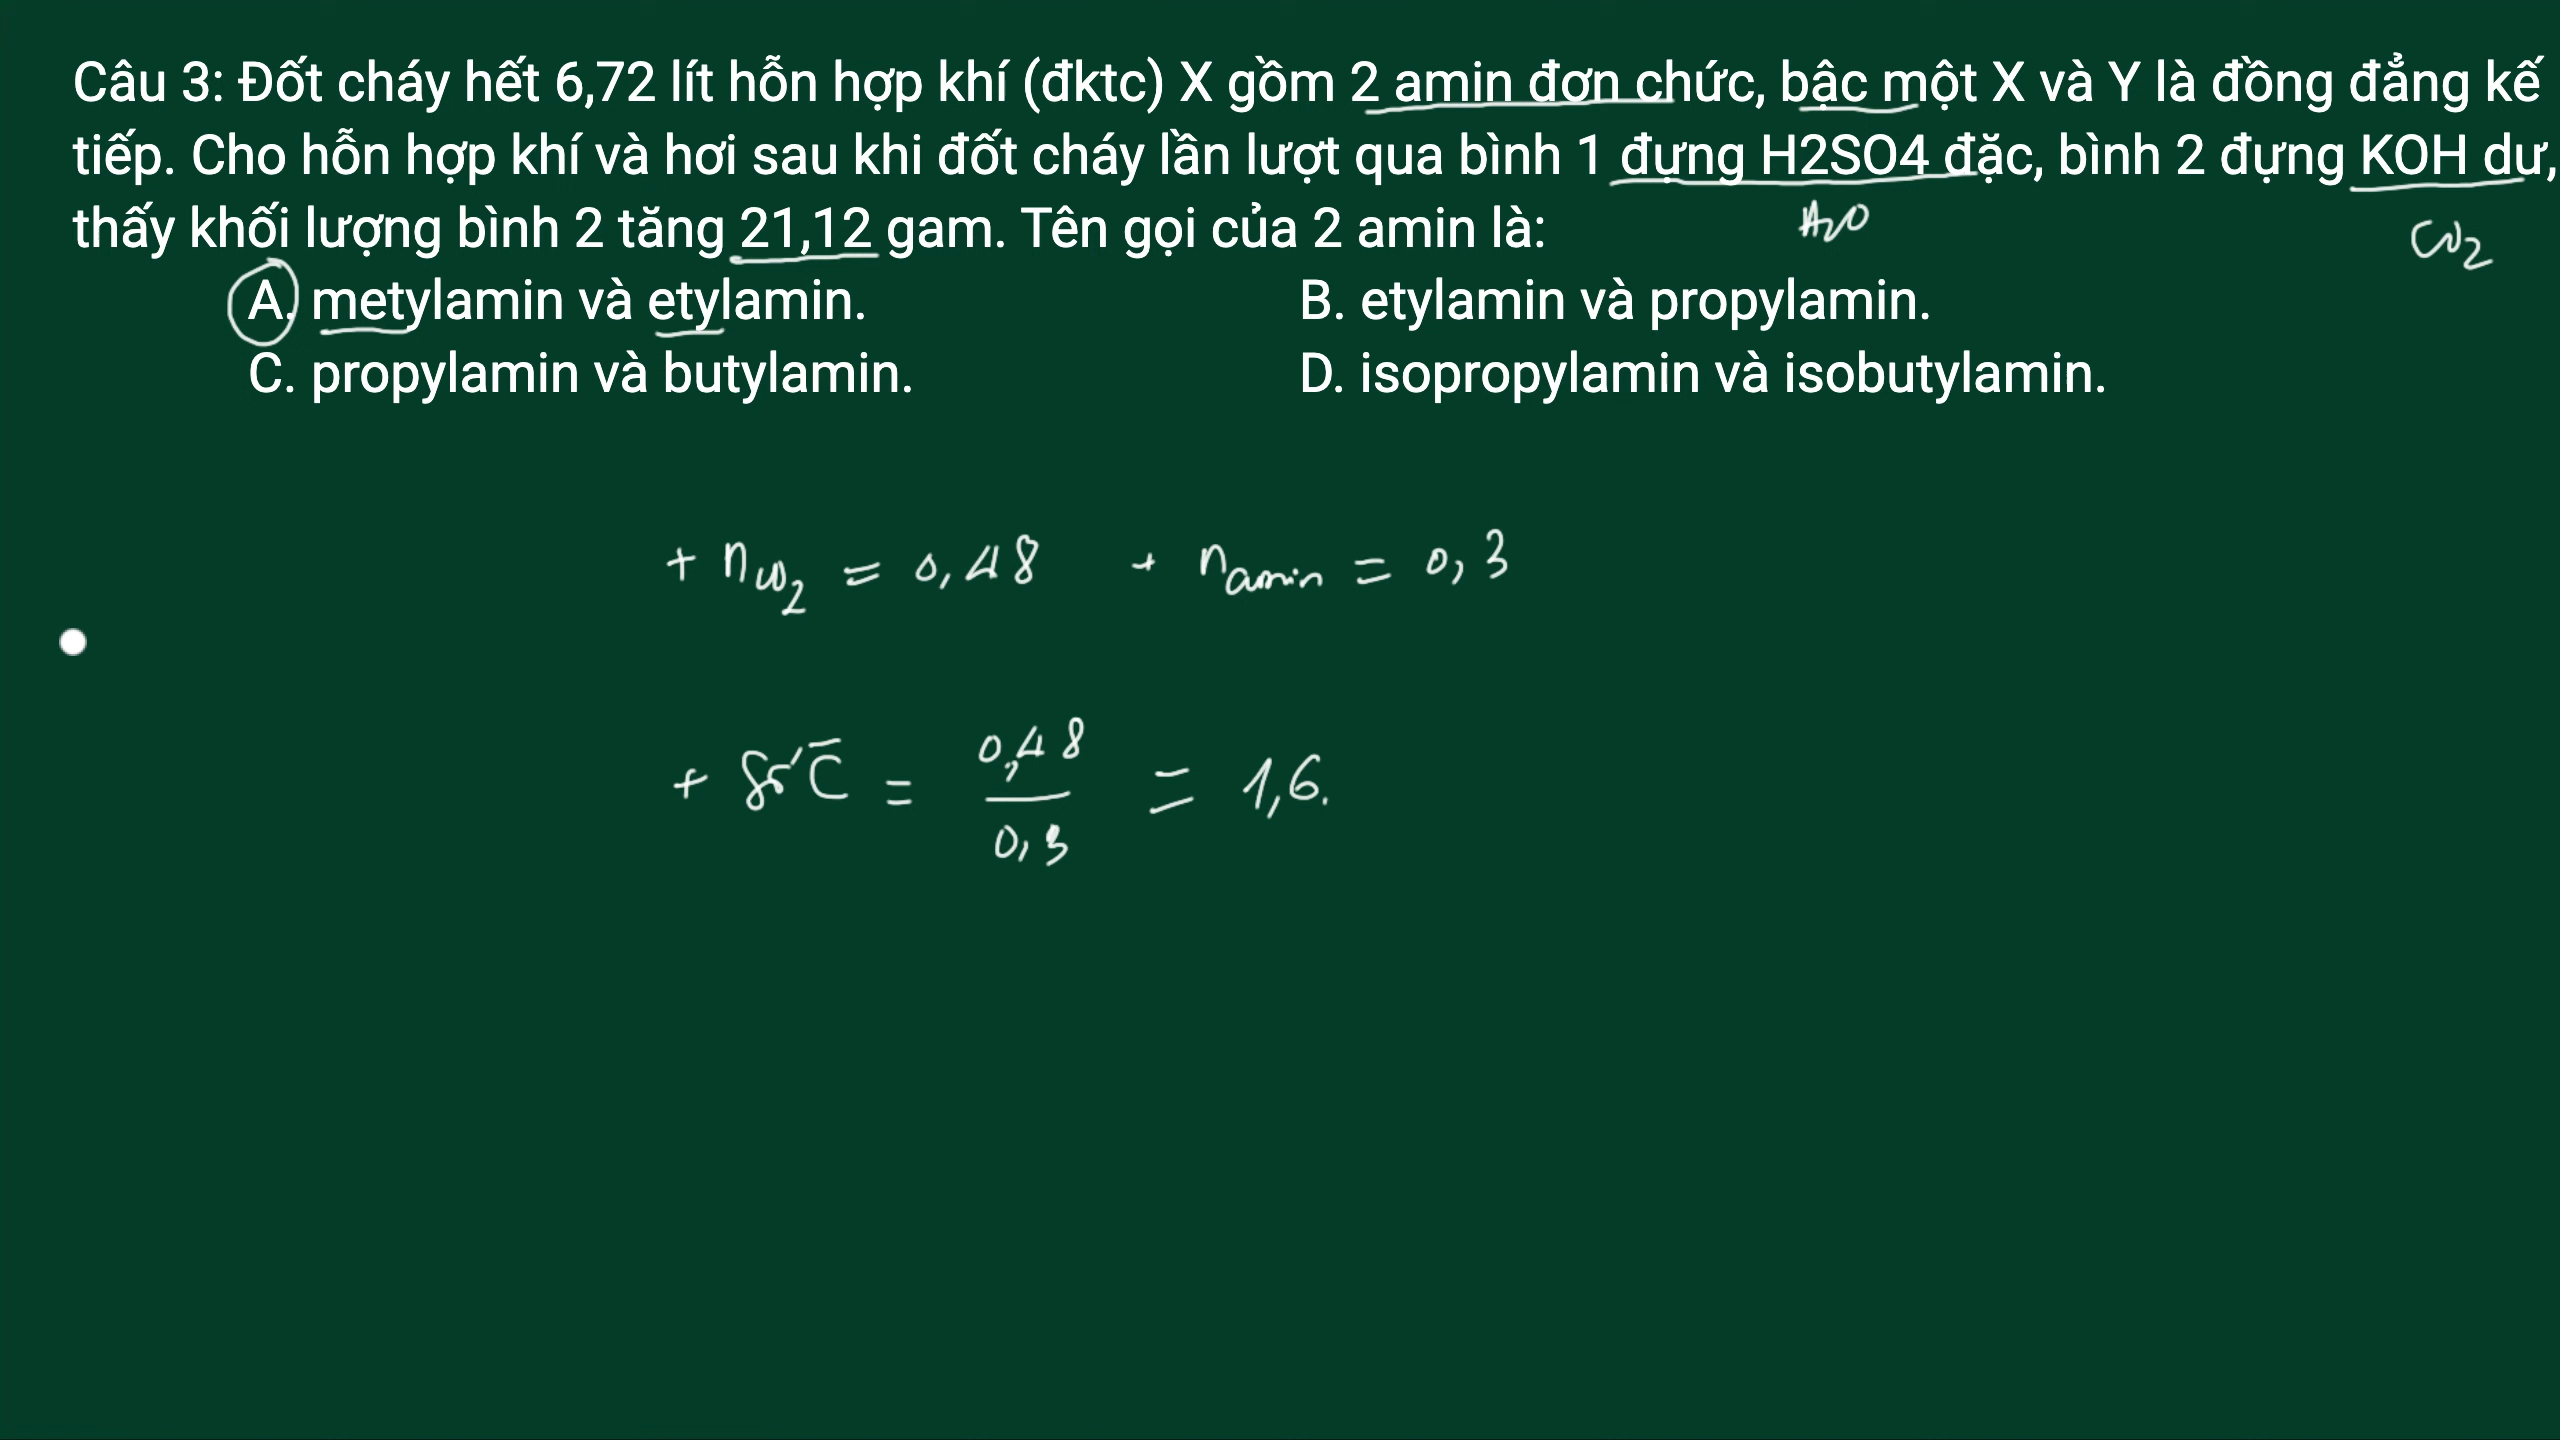 Câu 3: Đốt cháy hết 6,72 lít hỗn hợp khí (đktc) X gồm 2 amin đơn chức, bậc một X và Y là đồng đẳng kế
tiếp. Cho hỗn hợp khí và hơi sau khi đốt cháy lần lượt qua bình 1 đựng H2SO4 đặc, bình 2 đựng KOH dư,
thấy khối lượng bình 2 tăng 21,12 gam. Tên gọi của 2 amin là:
H2O
CO2
A. metylamin và etylamin.
B. etylamin và propylamin.
C. propylamin và butylamin.
D. isopropylamin và isobutylamin.
+ nCO2 = 0,48 + namin = 0,3
+ số C̄ = 0,48 / 0,3 = 1,6.